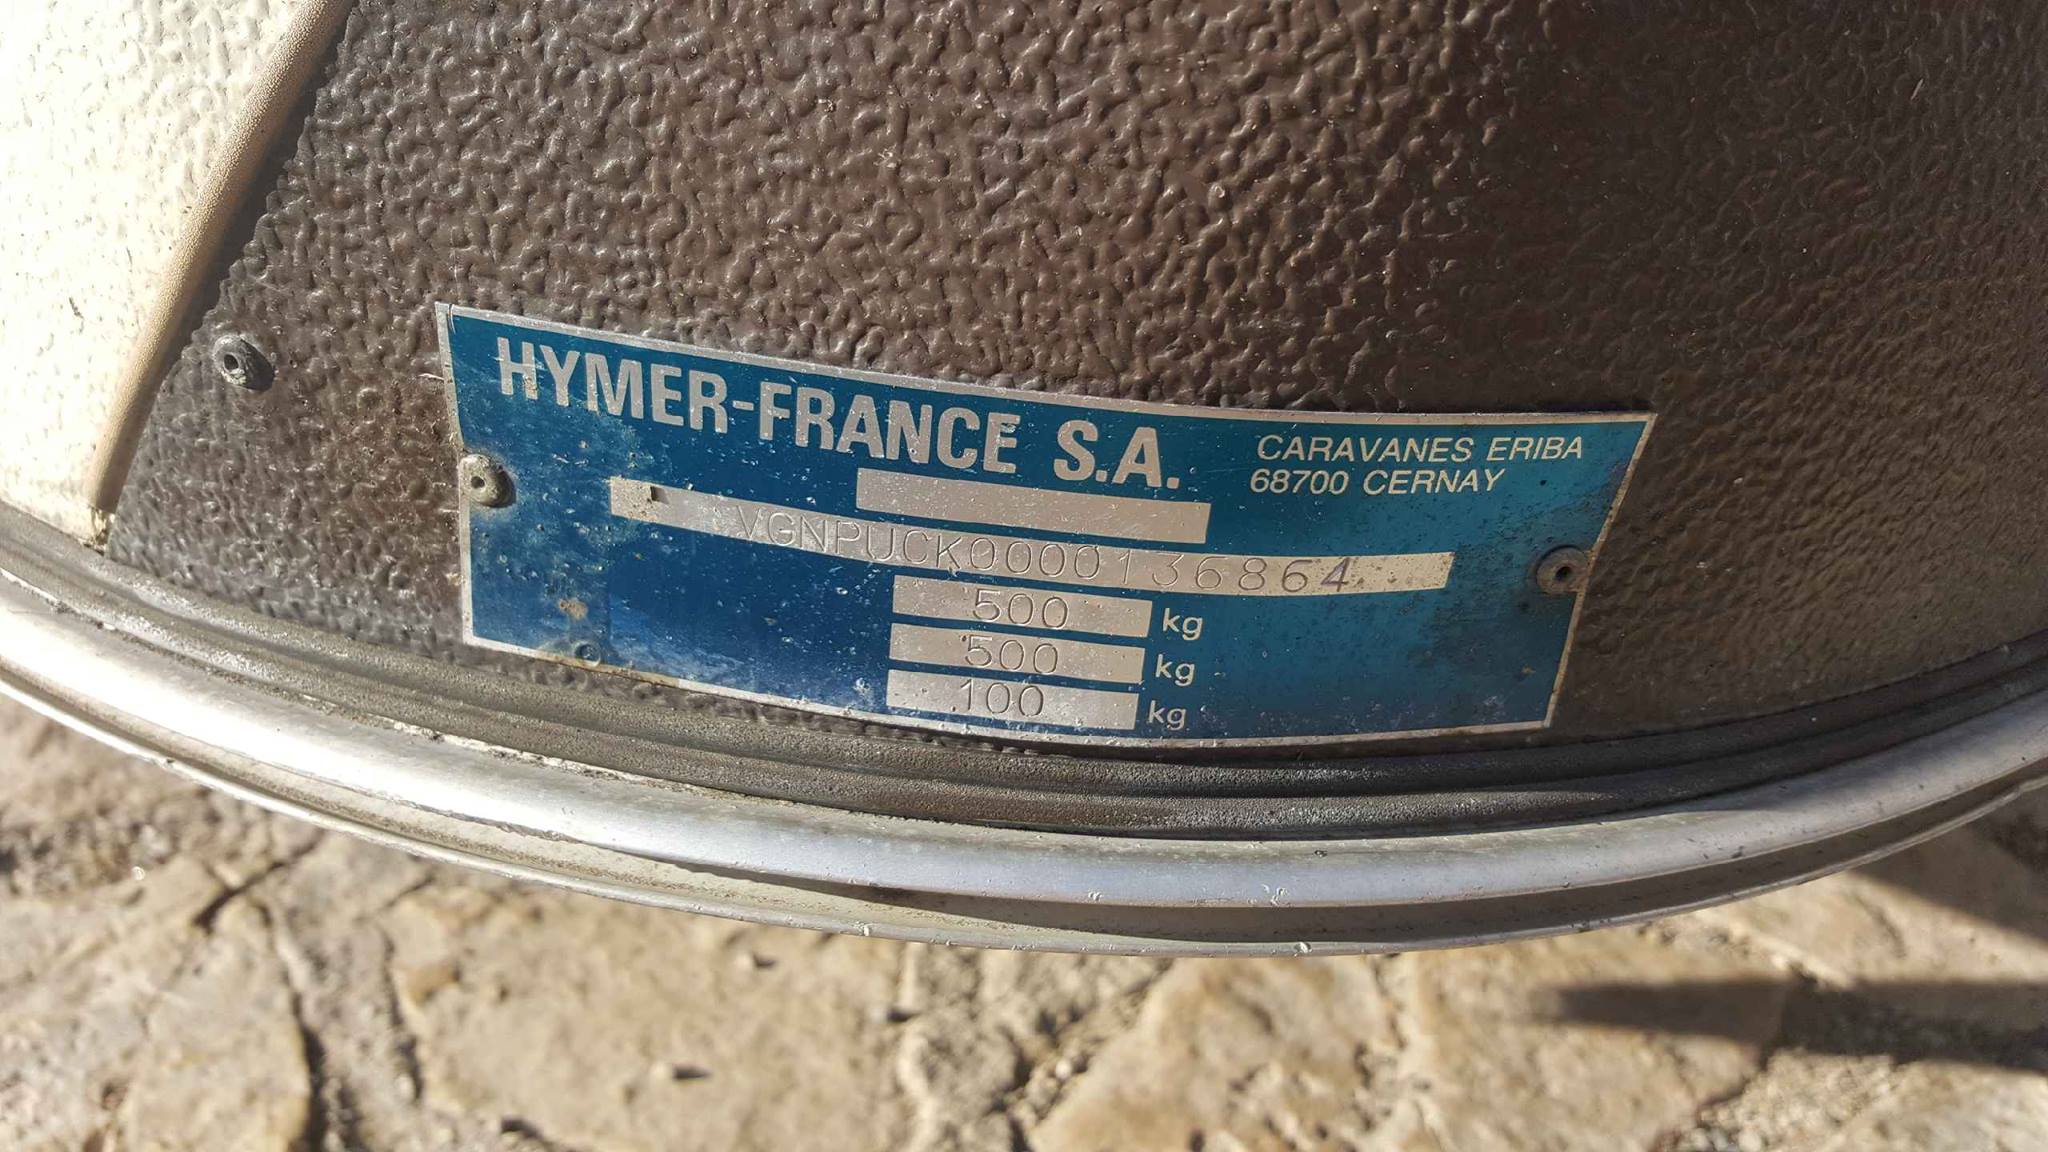 HYMER-FRANCE S.A.
CARAVANES ERIBA
68700 CERNAY
VGNPUCK0000136864
500 kg
500 kg
100 kg